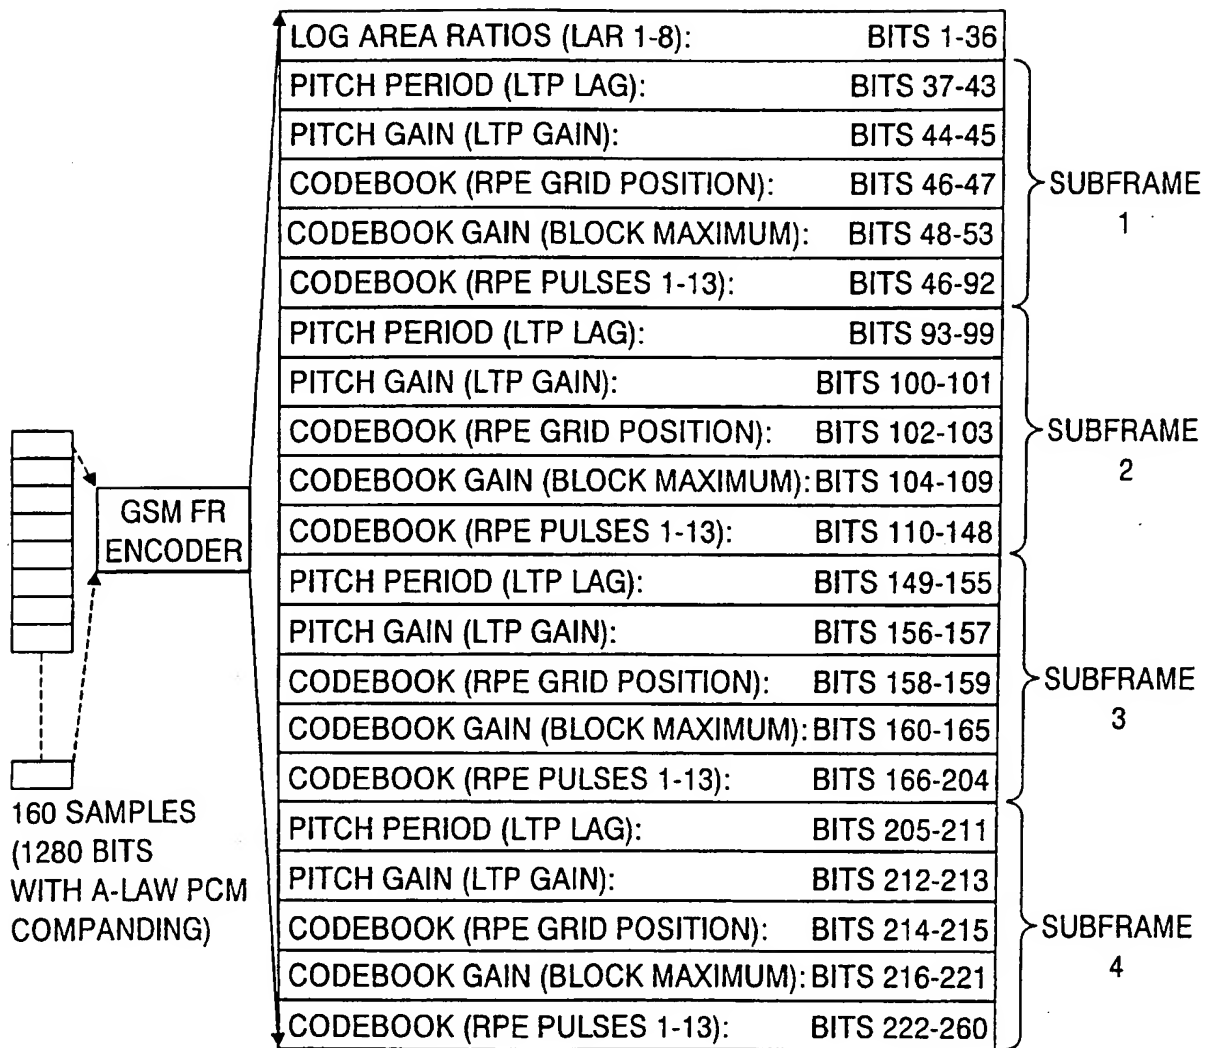 LOG AREA RATIOS (LAR 1-8): BITS 1-36
PITCH PERIOD (LTP LAG): BITS 37-43
PITCH GAIN (LTP GAIN): BITS 44-45
CODEBOOK (RPE GRID POSITION): BITS 46-47
CODEBOOK GAIN (BLOCK MAXIMUM): BITS 48-53
CODEBOOK (RPE PULSES 1-13): BITS 46-92
SUBFRAME
1
PITCH PERIOD (LTP LAG): BITS 93-99
PITCH GAIN (LTP GAIN): BITS 100-101
CODEBOOK (RPE GRID POSITION): BITS 102-103
CODEBOOK GAIN (BLOCK MAXIMUM): BITS 104-109
CODEBOOK (RPE PULSES 1-13): BITS 110-148
SUBFRAME
2
PITCH PERIOD (LTP LAG): BITS 149-155
PITCH GAIN (LTP GAIN): BITS 156-157
CODEBOOK (RPE GRID POSITION): BITS 158-159
CODEBOOK GAIN (BLOCK MAXIMUM): BITS 160-165
CODEBOOK (RPE PULSES 1-13): BITS 166-204
SUBFRAME
3
PITCH PERIOD (LTP LAG): BITS 205-211
PITCH GAIN (LTP GAIN): BITS 212-213
CODEBOOK (RPE GRID POSITION): BITS 214-215
CODEBOOK GAIN (BLOCK MAXIMUM): BITS 216-221
CODEBOOK (RPE PULSES 1-13): BITS 222-260
SUBFRAME
4
GSM FR
ENCODER
160 SAMPLES
(1280 BITS
WITH A-LAW PCM
COMPANDING)